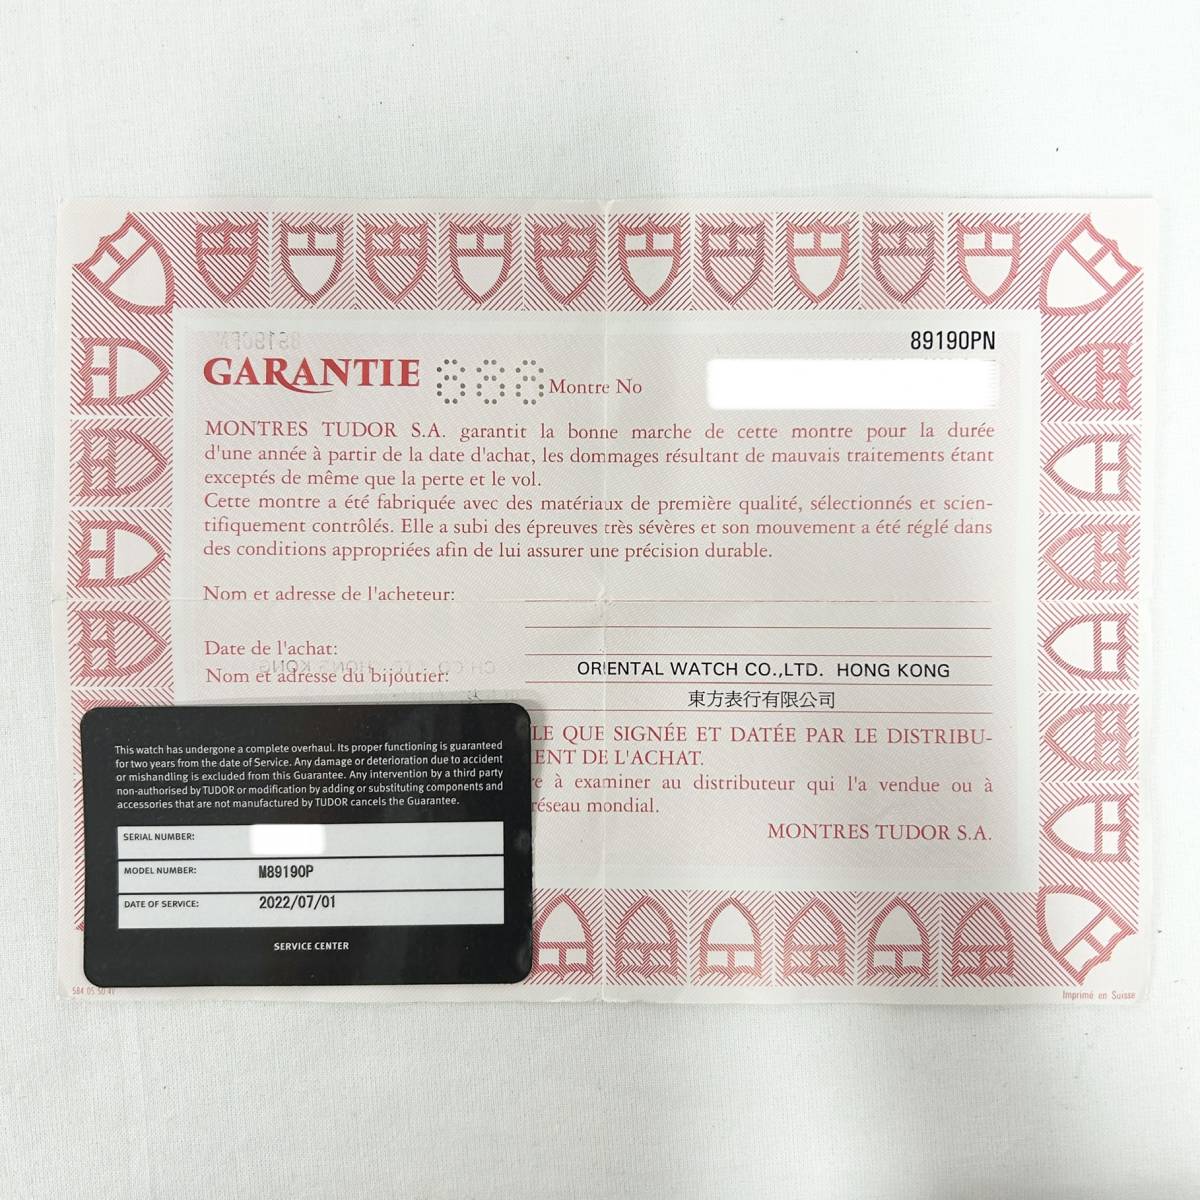 89190PN
GARANTIE 888 Montre No
MONTRES TUDOR S.A. garantit la bonne marche de cette montre pour la durée
d'une année à partir de la date d'achat, les dommages résultant de mauvais traitements étant
exceptés de même que la perte et le vol.
Cette montre a été fabriquée avec des matériaux de première qualité, sélectionnés et scien-
tifiquement contrôlés. Elle a subi des épreuves très sévères et son mouvement a été réglé dans
des conditions appropriées afin de lui assurer une précision durable.
Nom et adresse de l'acheteur:
Date de l'achat:
Nom et adresse du bijoutier:
ORIENTAL WATCH CO.,LTD. HONG KONG
東方表行有限公司
LE QUE SIGNÉE ET DATÉE PAR LE DISTRIBU-
ENT DE L'ACHAT.
re à examiner au distributeur qui l'a vendue ou à
réseau mondial.
MONTRES TUDOR S.A.
This watch has undergone a complete overhaul. Its proper functioning is guaranteed
for two years from the date of Service. Any damage or deterioration due to accident
or mishandling is excluded from this Guarantee. Any intervention by a third party
non-authorised by TUDOR or modification by adding or substituting components and
accessories that are not manufactured by TUDOR cancels the Guarantee.
SERIAL NUMBER:
MODEL NUMBER: M89190P
DATE OF SERVICE: 2022/07/01
SERVICE CENTER
Imprimé en Suisse